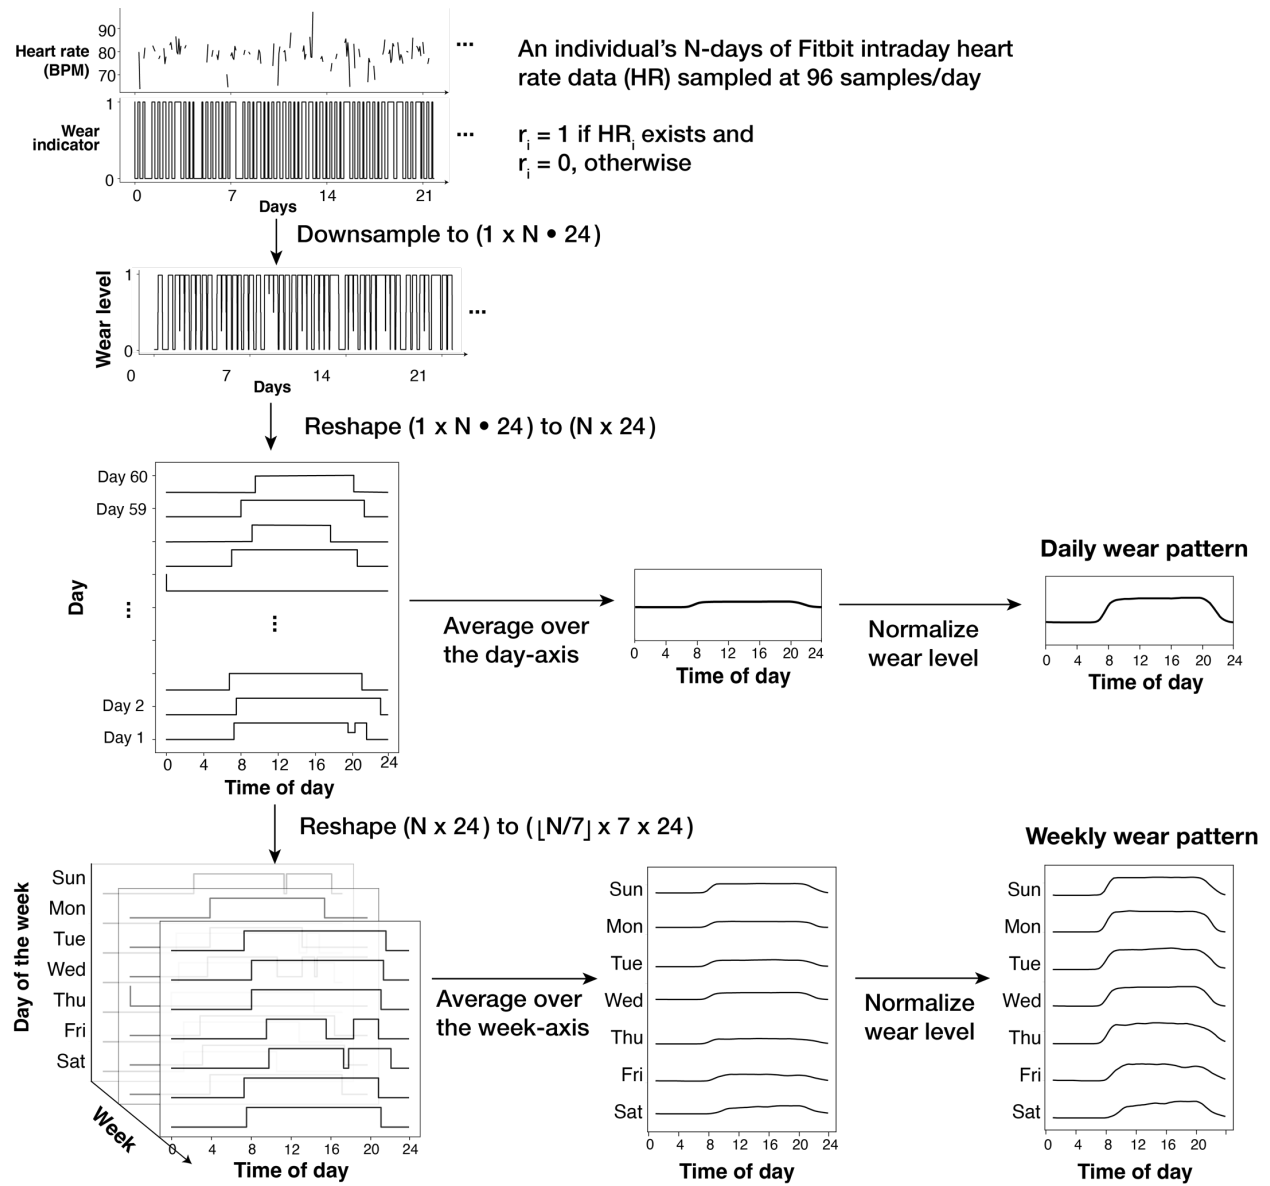 90
Heart rate
(BPM)
80
70
...
An individual's N-days of Fitbit intraday heart
rate data (HR) sampled at 96 samples/day
1
Wear
indicator
0
...
r_i = 1 if HR_i exists and
r_i = 0, otherwise
0 7 14 21
Days
Downsample to (1 x N • 24)
Wear level
1
0
...
0 7 14 21
Days
Reshape (1 x N • 24) to (N x 24)
Day
Day 60
Day 59
...
...
Day 2
Day 1
0 4 8 12 16 20 24
Time of day
Average over
the day-axis
0 4 8 12 16 20 24
Time of day
Normalize
wear level
Daily wear pattern
0 4 8 12 16 20 24
Time of day
Reshape (N x 24) to (⌊N/7⌋ x 7 x 24)
Day of the week
Sun
Mon
Tue
Wed
Thu
Fri
Sat
Week
0 4 8 12 16 20 24
Time of day
Average over
the week-axis
Sun
Mon
Tue
Wed
Thu
Fri
Sat
0 4 8 12 16 20 24
Time of day
Normalize
wear level
Weekly wear pattern
Sun
Mon
Tue
Wed
Thu
Fri
Sat
0 4 8 12 16 20
Time of day